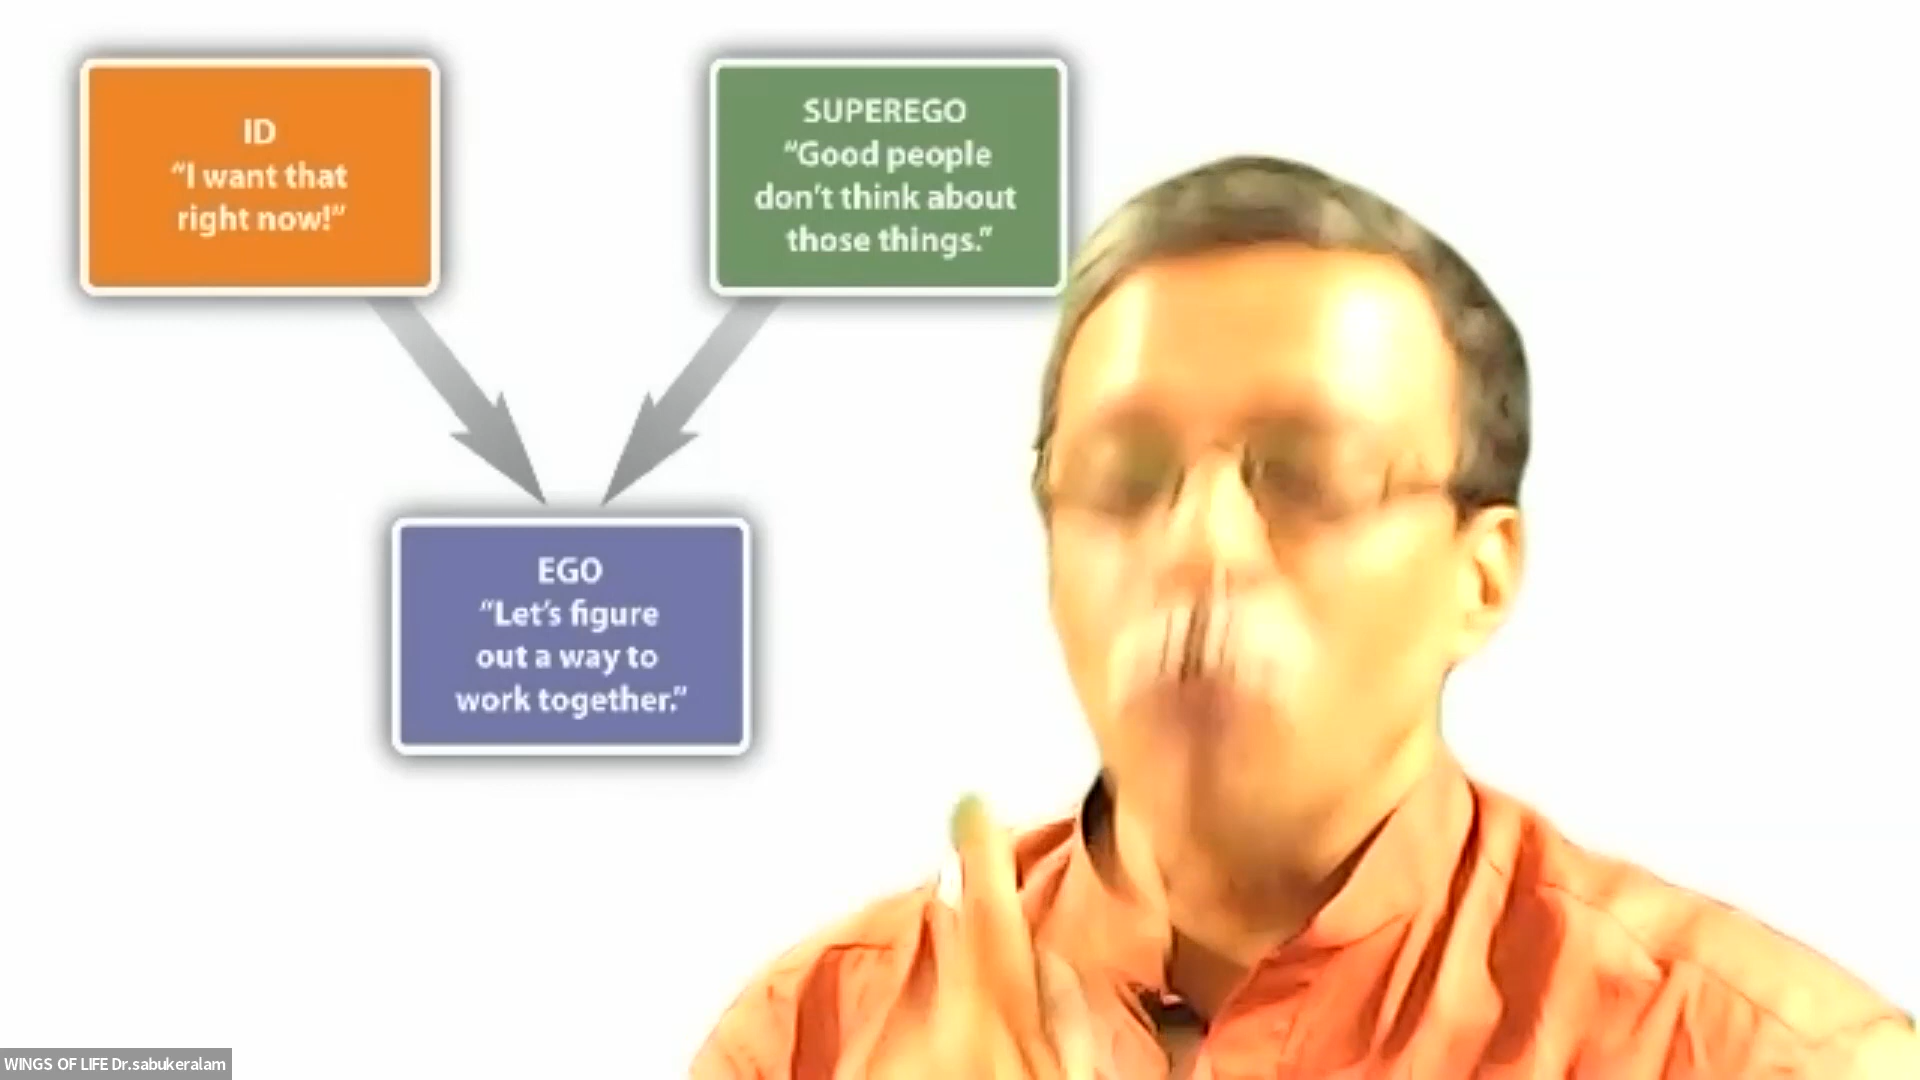 ID
“I want that
right now!”
SUPEREGO
“Good people
don’t think about
those things.”
EGO
“Let’s figure
out a way to
work together.”
WINGS OF LIFE Dr.sabukeralam